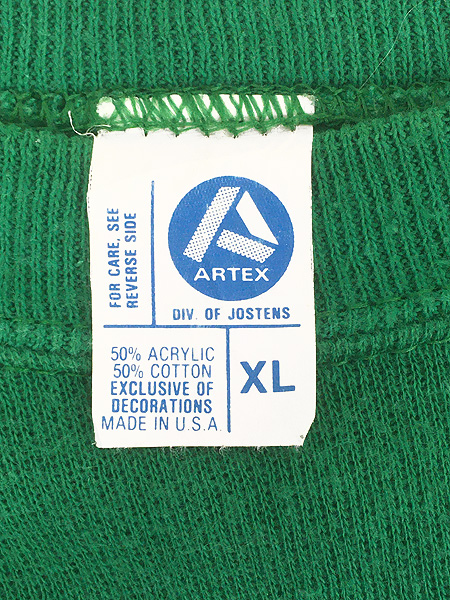 FOR CARE, SEE
REVERSE SIDE
ARTEX
DIV. OF JOSTENS
50% ACRYLIC
50% COTTON
EXCLUSIVE OF
DECORATIONS
MADE IN U.S.A.
XL